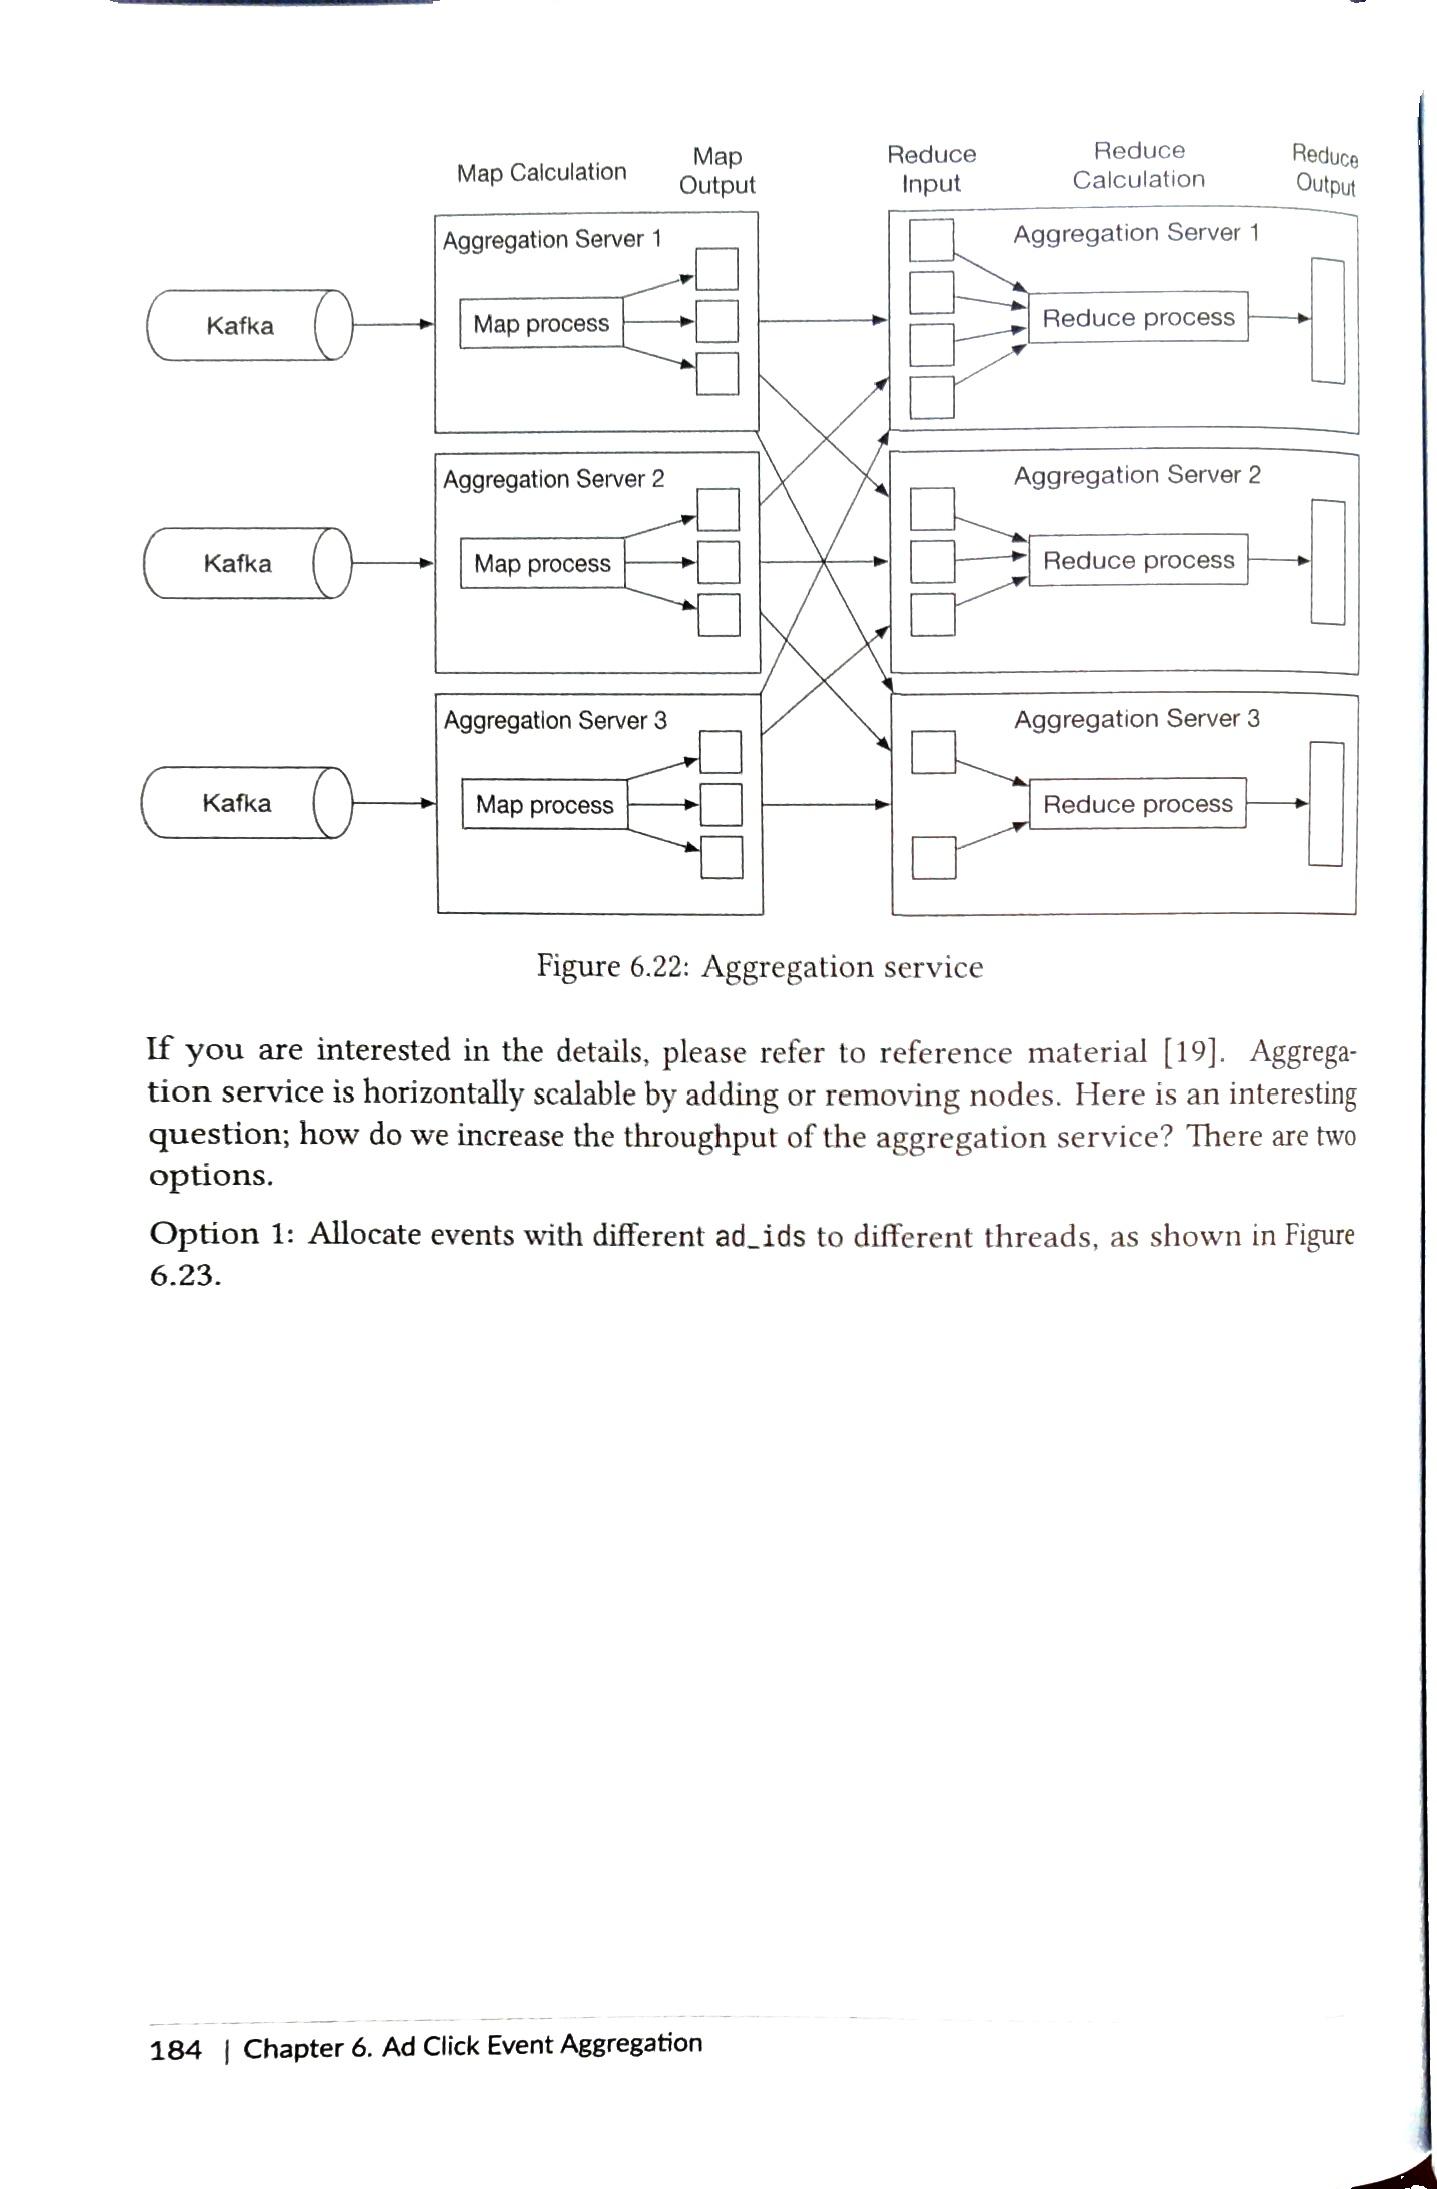 Map Calculation
Map
Output
Reduce
Input
Reduce
Calculation
Reduce
Output
Kafka
Aggregation Server 1
Map process
Aggregation Server 1
Reduce process
Kafka
Aggregation Server 2
Map process
Aggregation Server 2
Reduce process
Kafka
Aggregation Server 3
Map process
Aggregation Server 3
Reduce process
Figure 6.22: Aggregation service
If you are interested in the details, please refer to reference material [19]. Aggrega-
tion service is horizontally scalable by adding or removing nodes. Here is an interesting
question; how do we increase the throughput of the aggregation service? There are two
options.
Option 1: Allocate events with different ad_ids to different threads, as shown in Figure
6.23.
184 | Chapter 6. Ad Click Event Aggregation